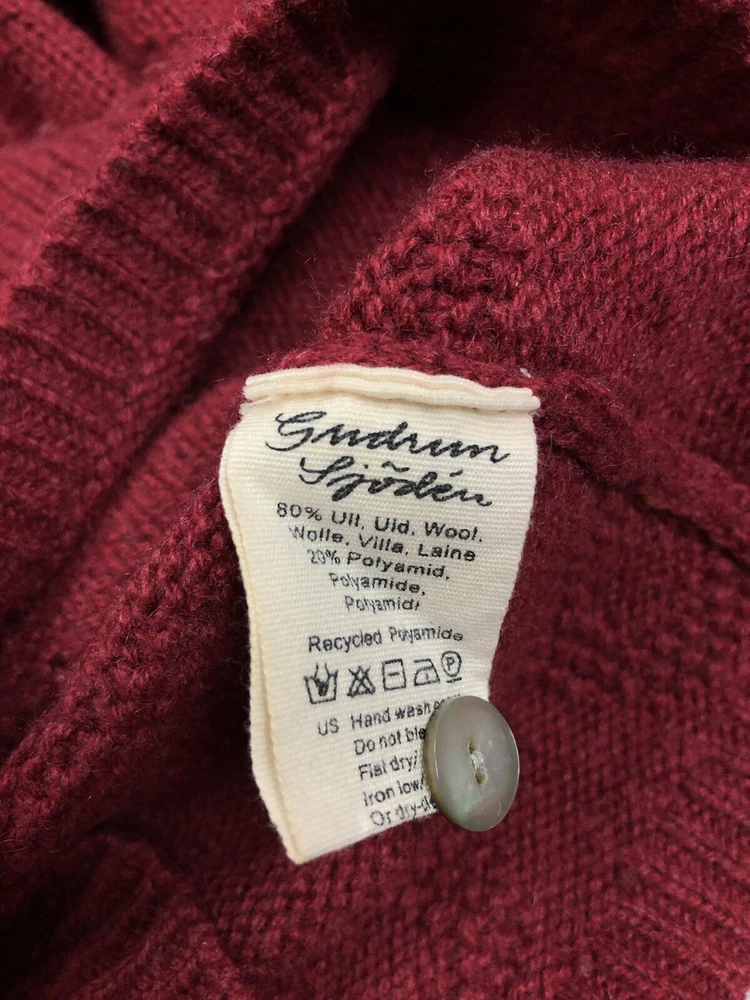 Gudrun
Sjödén
80% Ull, Uld, Wool,
Wolle, Villa, Laine
20% Polyamid,
Polyamide,
Polyamidi
Recycled Polyamide
P
US Hand wash
Do not ble
Flat dry/
Iron low/
Or dry-